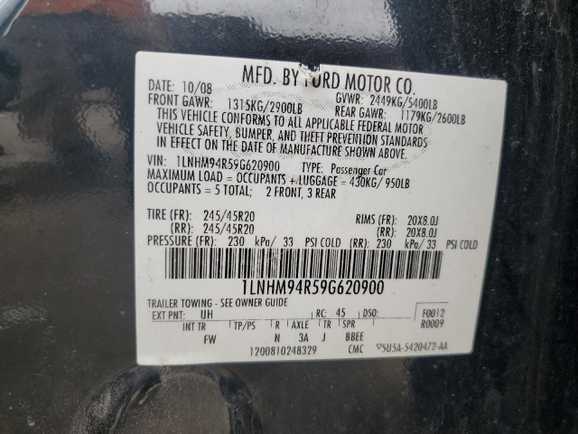 MFD. BY FORD MOTOR CO.
DATE: 10/08 GVWR: 2449KG/5400LB
FRONT GAWR: 1315KG/2900LB REAR GAWR: 1179KG/2600LB
THIS VEHICLE CONFORMS TO ALL APPLICABLE FEDERAL MOTOR
VEHICLE SAFETY, BUMPER, AND THEFT PREVENTION STANDARDS
IN EFFECT ON THE DATE OF MANUFACTURE SHOWN ABOVE.
VIN: 1LNHM94R59G620900 TYPE: Passenger Car
MAXIMUM LOAD = OCCUPANTS + LUGGAGE = 430KG/ 950LB
OCCUPANTS = 5 TOTAL; 2 FRONT, 3 REAR
TIRE (FR): 245/45R20 RIMS (FR): 20X8.0J
(RR): 245/45R20 (RR): 20X8.0J
PRESSURE (FR): 230 kPa/ 33 PSI COLD (RR): 230 kPa/ 33 PSI COLD
1LNHM94R59G620900
TRAILER TOWING - SEE OWNER GUIDE
EXT PNT: UH RC: 45 DSO: F0012
R0009
INT TR TP/PS R AXLE TR SPR
FW N 3A J BBEE
1200810248329 CMC 5U5A-5420472-AA